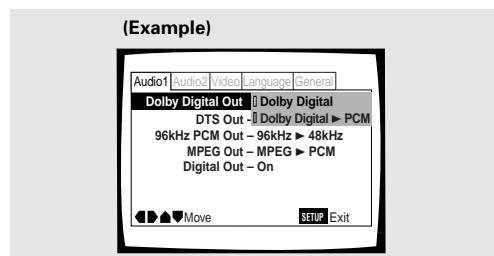 (Example)
Audio1 Audio2 Video Language General
Dolby Digital Out ▯ Dolby Digital
DTS Out - ▯ Dolby Digital ► PCM
96kHz PCM Out – 96kHz ► 48kHz
MPEG Out – MPEG ► PCM
Digital Out – On
Move SETUP Exit